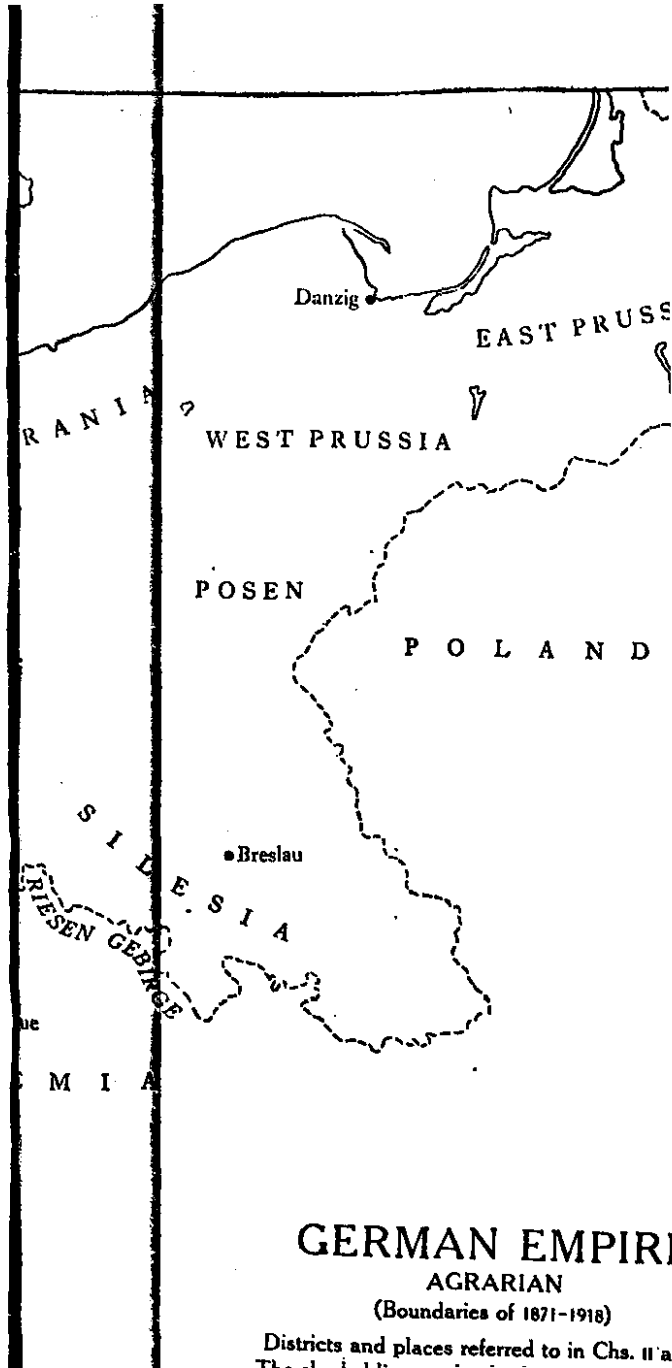 Danzig
EAST PRUSS
RANIA
WEST PRUSSIA
POSEN
POLAND
SILESIA
Breslau
RIESEN GEBIRGE
ue
MIA
GERMAN EMPIR
AGRARIAN
(Boundaries of 1871-1918)
Districts and places referred to in Chs. II a